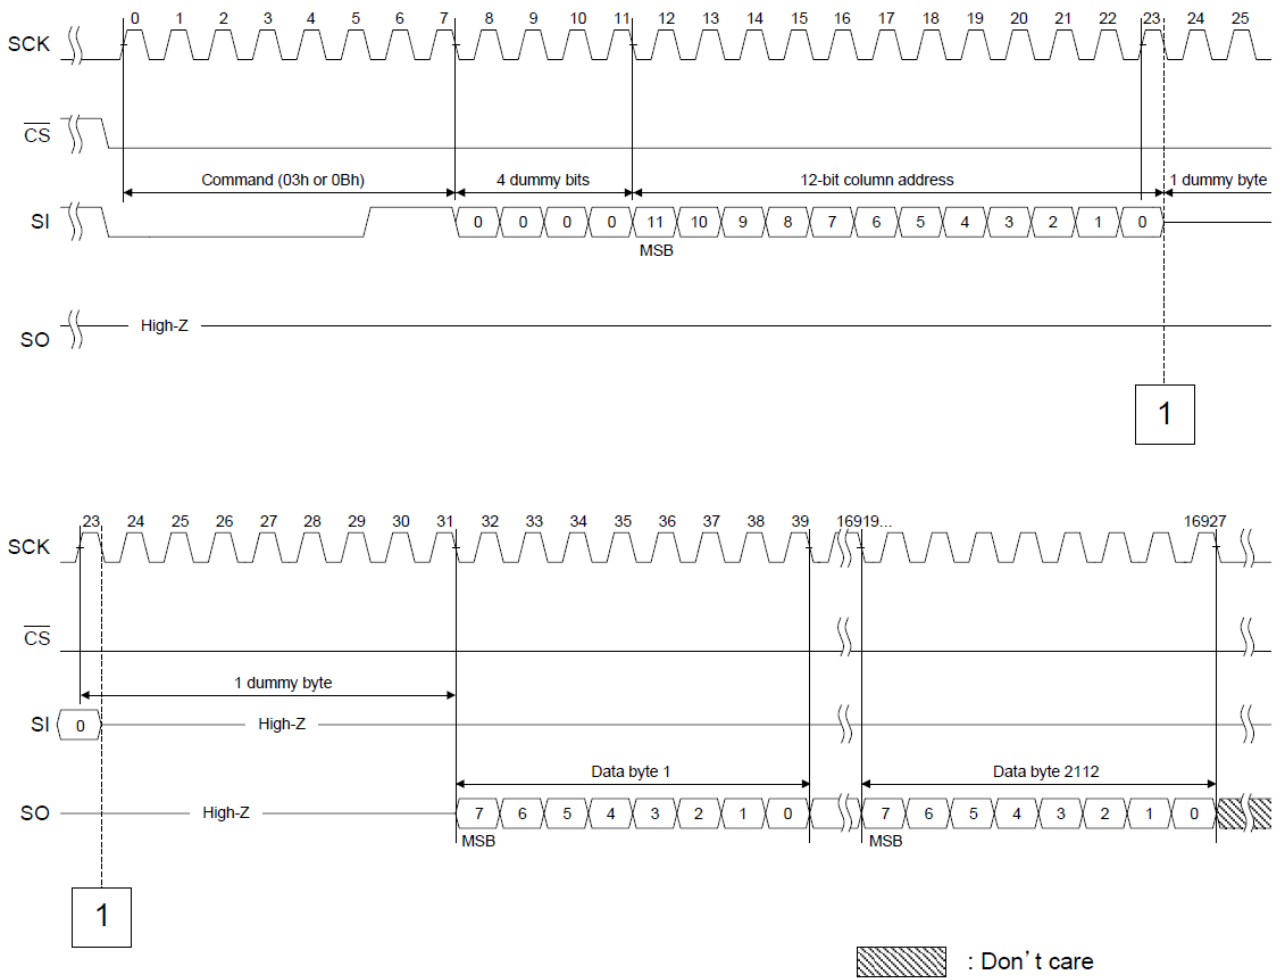 0 1 2 3 4 5 6 7 8 9 10 11 12 13 14 15 16 17 18 19 20 21 22 23 24 25
SCK
CS
Command (03h or 0Bh) 4 dummy bits 12-bit column address 1 dummy byte
SI 0 0 0 0 11 10 9 8 7 6 5 4 3 2 1 0
MSB
SO High-Z
1
23 24 25 26 27 28 29 30 31 32 33 34 35 36 37 38 39 16919... 16927
SCK
CS
1 dummy byte
SI 0 High-Z
Data byte 1 Data byte 2112
SO High-Z 7 6 5 4 3 2 1 0 7 6 5 4 3 2 1 0
MSB MSB
1
: Don't care